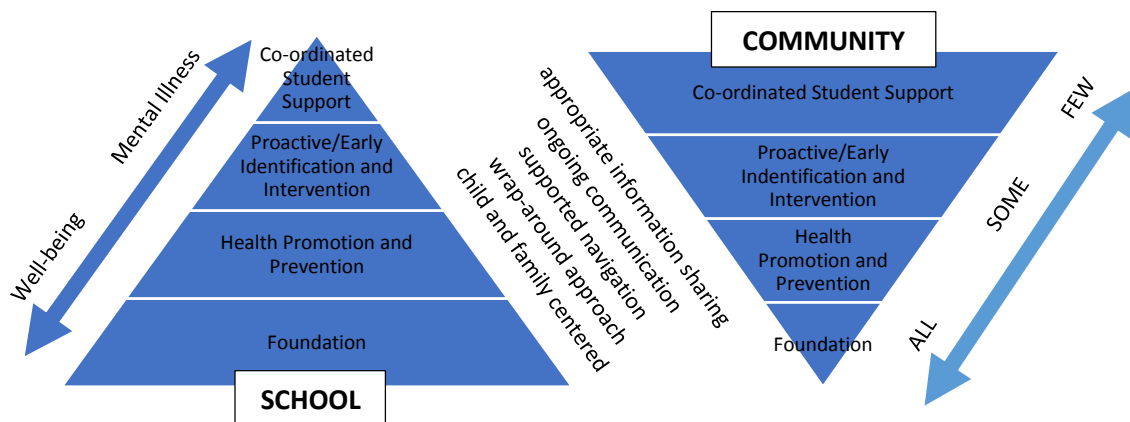 Mental Illness
Well-being
Co-ordinated
Student
Support
Proactive/Early
Identification and
Intervention
Health Promotion and
Prevention
Foundation
SCHOOL
appropriate information sharing
ongoing communication
supported navigation
wrap-around approach
child and family centered
COMMUNITY
Co-ordinated Student Support
Proactive/Early
Indentification and
Intervention
Health
Promotion and
Prevention
Foundation
FEW
SOME
ALL